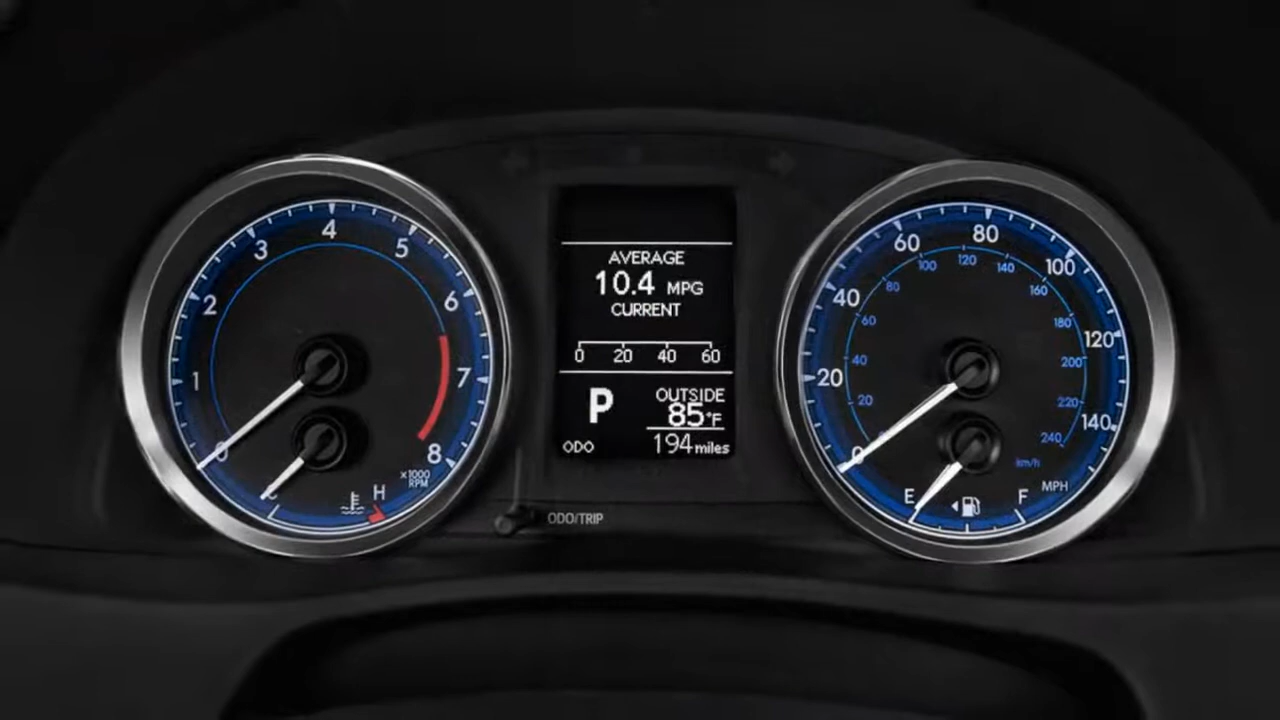 0
1
2
3
4
5
6
7
8
×1000
RPM
C
H
AVERAGE
10.4 MPG
CURRENT
0 20 40 60
P
OUTSIDE
85°F
ODO 194 miles
ODO/TRIP
0
20
40
60
80
100
120
140
MPH
20
40
60
80
100
120
140
160
180
200
220
240
km/h
E
F